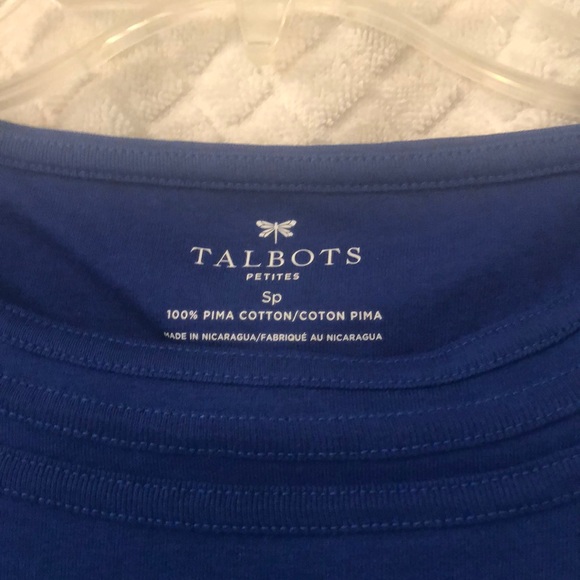 TALBOTS
PETITES
Sp
100% PIMA COTTON/COTON PIMA
MADE IN NICARAGUA/FABRIQUÉ AU NICARAGUA